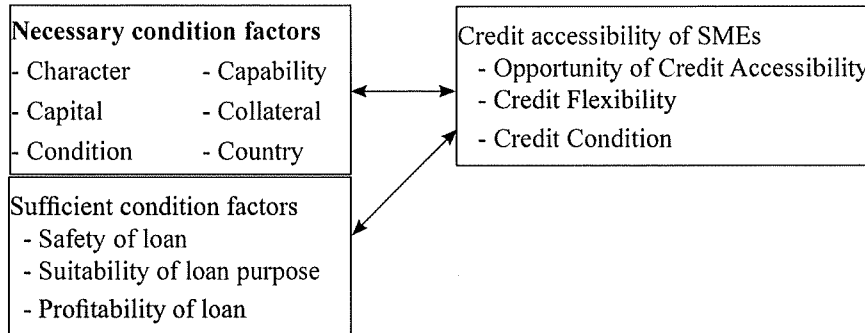 Necessary condition factors
- Character - Capability
- Capital - Collateral
- Condition - Country
Sufficient condition factors
- Safety of loan
- Suitability of loan purpose
- Profitability of loan
Credit accessibility of SMEs
- Opportunity of Credit Accessibility
- Credit Flexibility
- Credit Condition